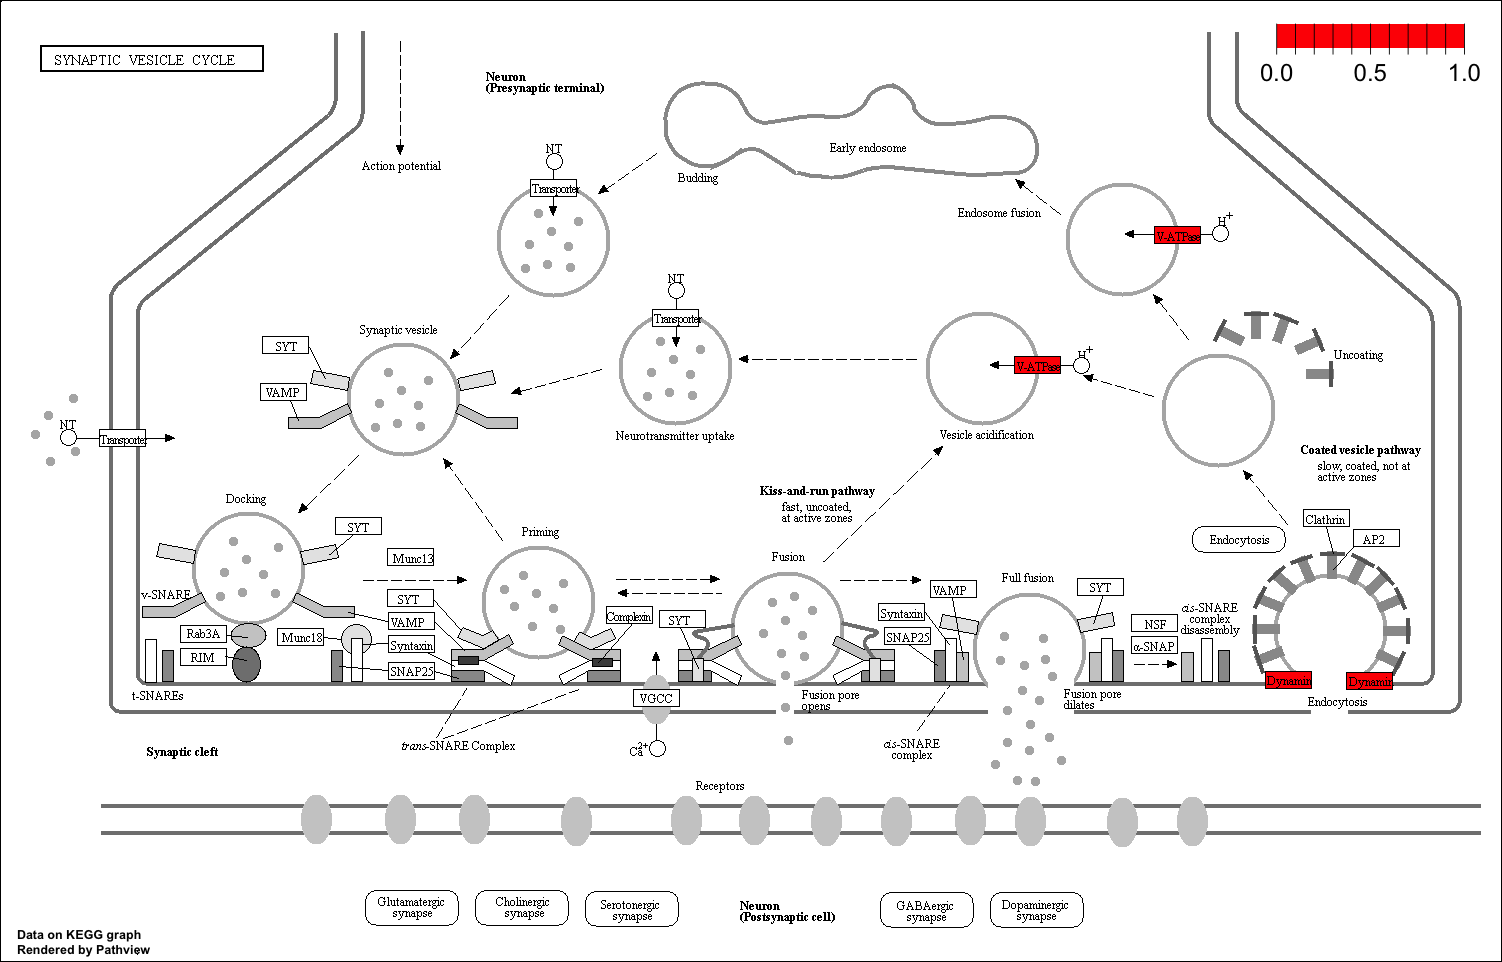 SYNAPTIC VESICLE CYCLE
0.0 0.5 1.0
Neuron
(Presynaptic terminal)
Action potential
NT
Transporter
Budding
Early endosome
Endosome fusion
V-ATPase
H+
NT
Transporter
Neurotrasmitter uptake
Synaptic vesicle
SYT
VAMP
NT
Transporter
V-ATPase
H+
Vesicle acidification
Uncoating
Coated vesicle pathway
slow, coated, not at
active zones
Kiss-and-run pathway
fast, uncoated,
at active zones
Docking
SYT
v-SNARE
Rab3A
RIM
t-SNAREs
Munc18
Munc13
SYT
VAMP
Syntaxin
SNAP25
Priming
Complexin
trans-SNARE Complex
SYT
VGCC
Ca2+
Fusion
Fusion pore
opens
VAMP
Syntaxin
SNAP25
cis-SNARE
complex
Full fusion
SYT
Fusion pore
dilates
NSF
α-SNAP
cis-SNARE
complex
disassembly
Endocytosis
Clathrin
AP2
Dynamin
Dynamin
Endocytosis
Synaptic cleft
Receptors
Glutamatergic
synapse
Cholinergic
synapse
Serotonergic
synapse
Neuron
(Postsynaptic cell)
GABAergic
synapse
Dopaminergic
synapse
Data on KEGG graph
Rendered by Pathview